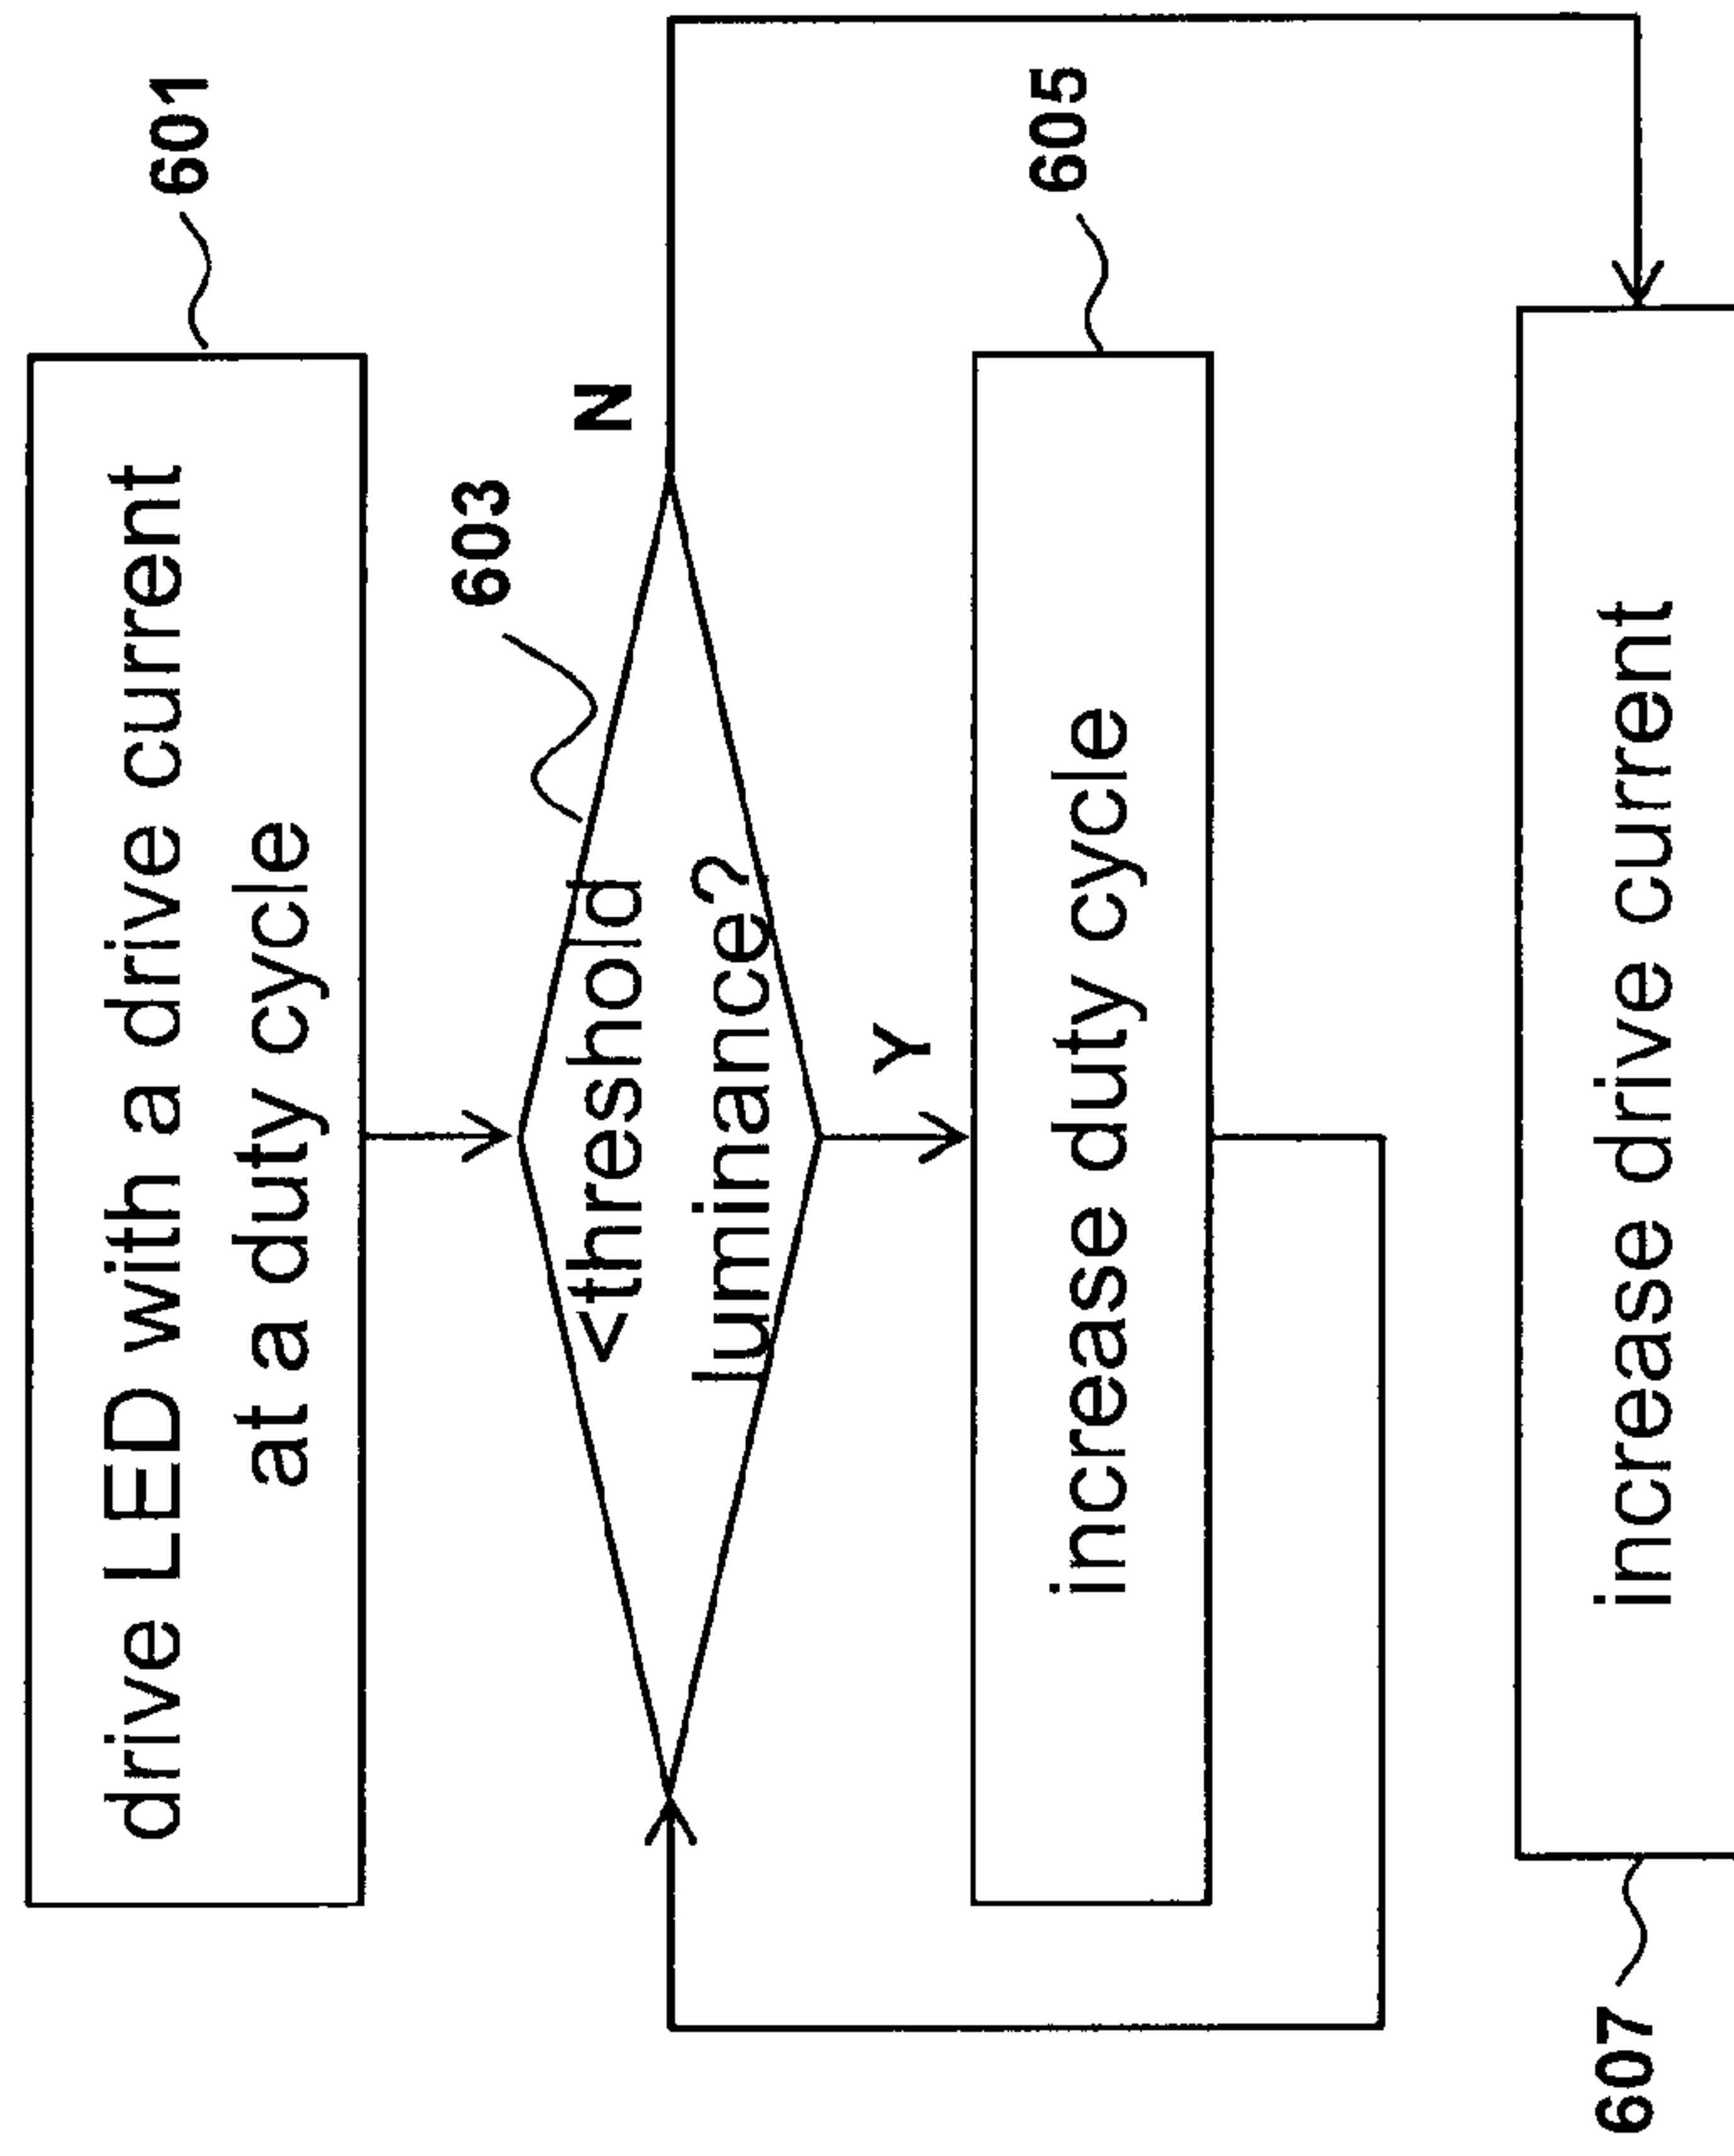 601
drive LED with a drive current
at a duty cycle
603
<threshold
luminance?
N
Y
605
increase duty cycle
607
increase drive current